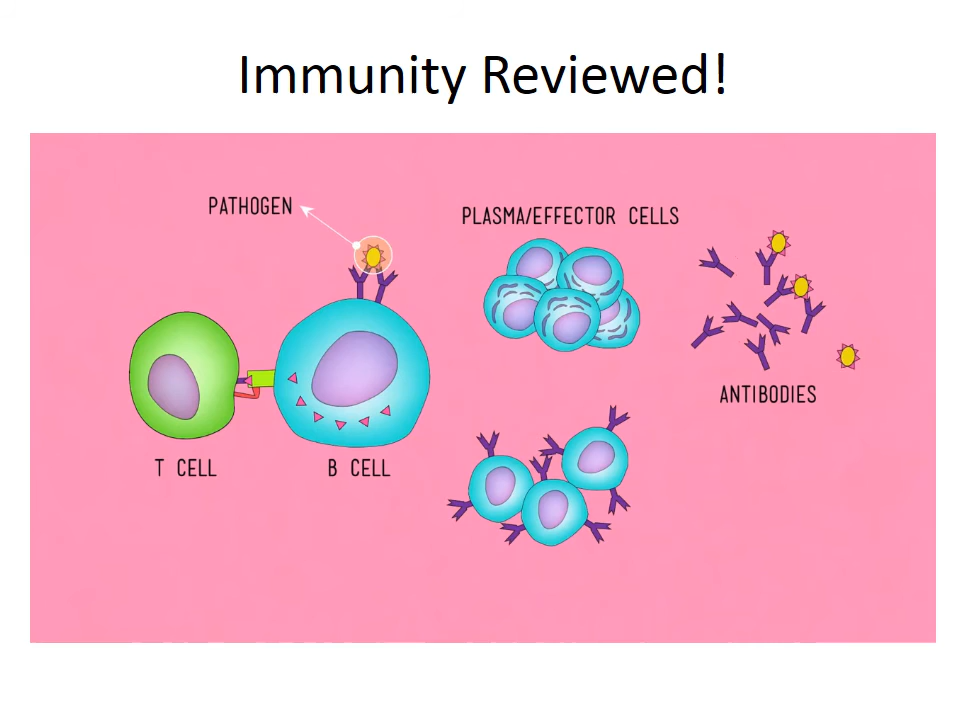 Immunity Reviewed!
PATHOGEN
PLASMA/EFFECTOR CELLS
ANTIBODIES
T CELL
B CELL